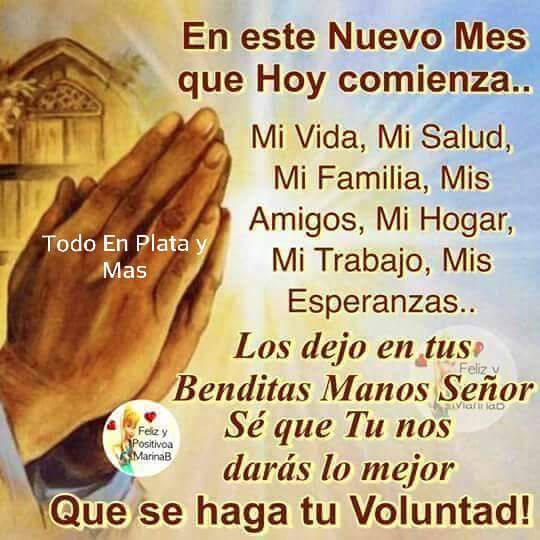 En este Nuevo Mes
que Hoy comienza..
Mi Vida, Mi Salud,
Mi Familia, Mis
Amigos, Mi Hogar,
Mi Trabajo, Mis
Esperanzas..
Todo En Plata y
Mas
Los dejo en tus
Benditas Manos Señor
Sé que Tu nos
darás lo mejor
Que se haga tu Voluntad!
Feliz y
Positivoa
MarinaB
Feliz y
MarinaB